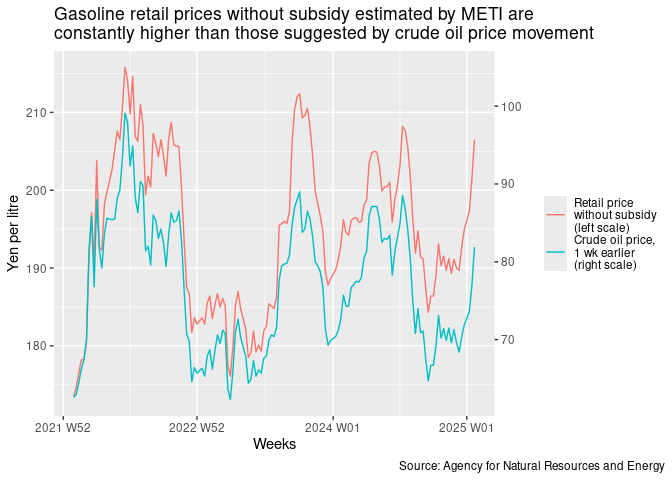 Gasoline retail prices without subsidy estimated by METI are
constantly higher than those suggested by crude oil price movement
Yen per litre
210
200
190
180
100
90
80
70
2021 W52
2022 W52
2024 W01
2025 W01
Weeks
Retail price
without subsidy
(left scale)
Crude oil price,
1 wk earlier
(right scale)
Source: Agency for Natural Resources and Energy